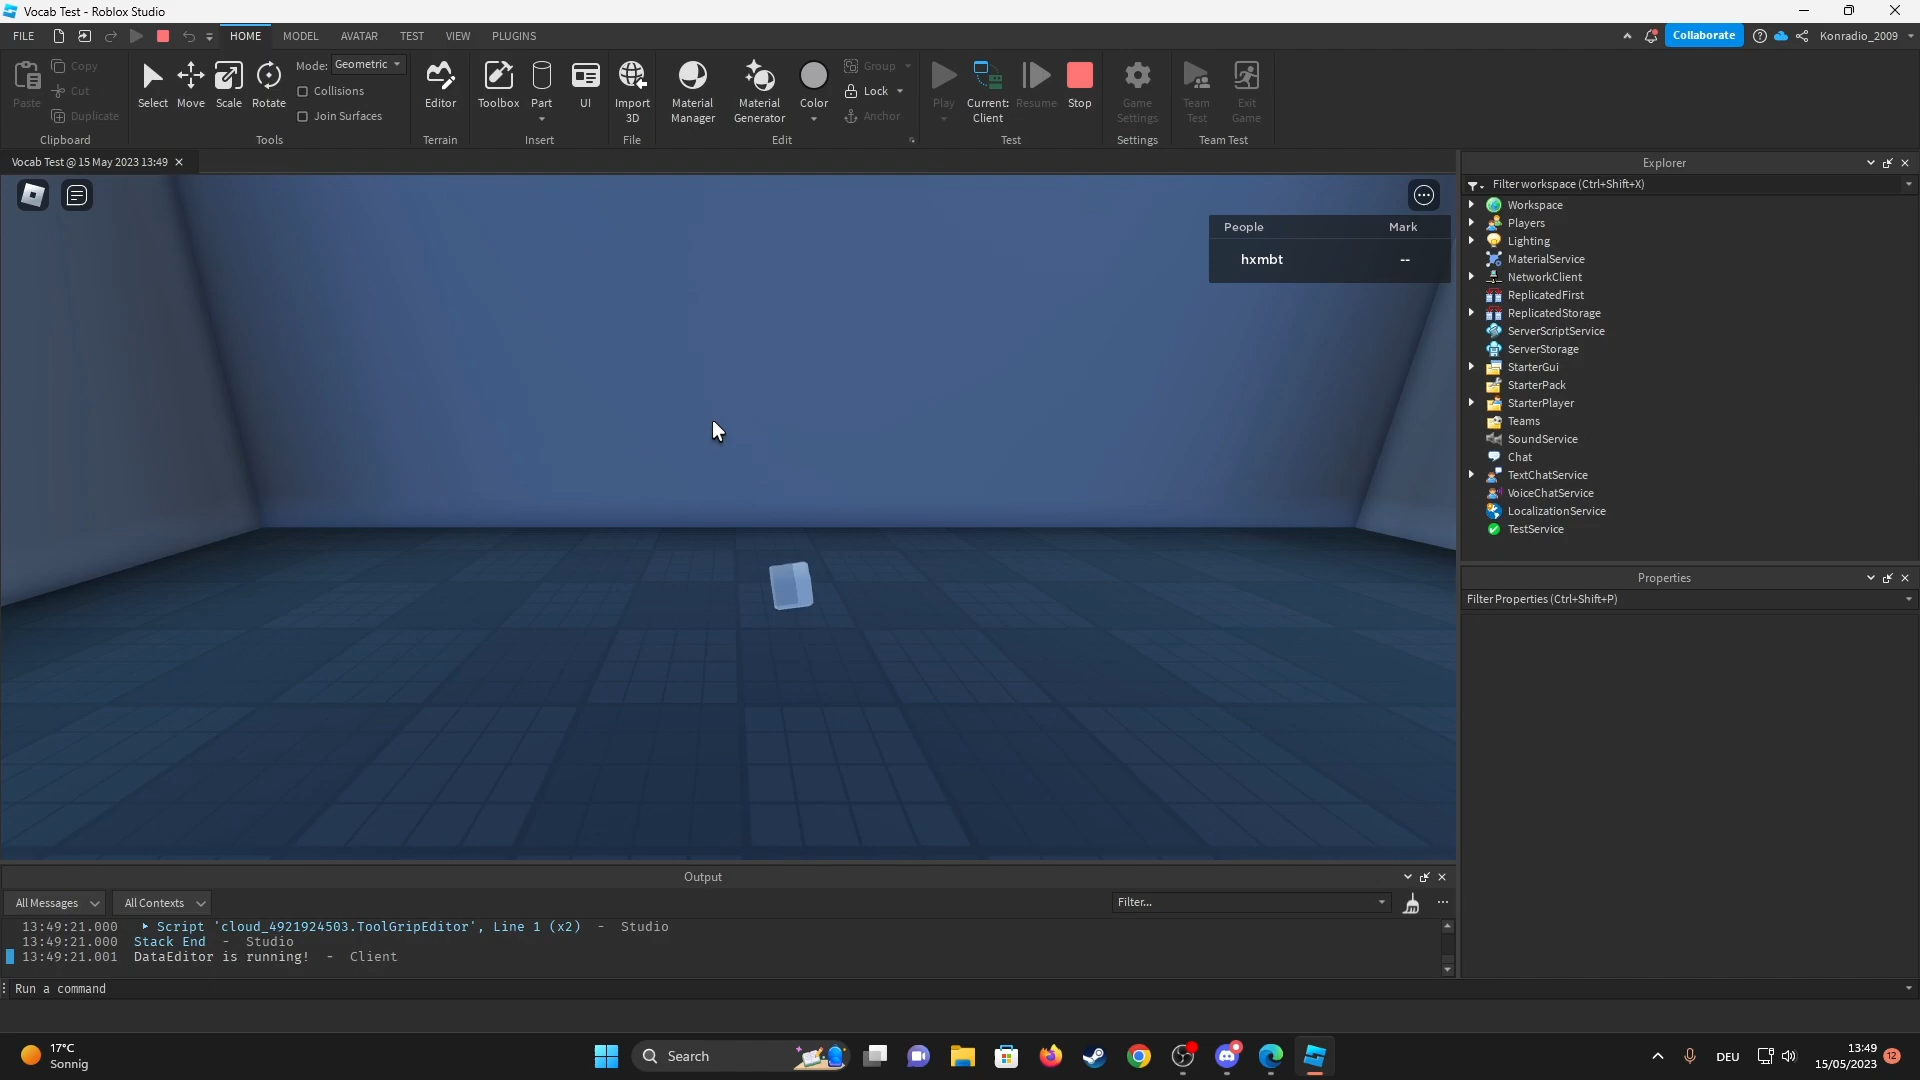 Vocab Test - Roblox Studio
FILE HOME MODEL AVATAR TEST VIEW PLUGINS Collaborate Konradio_2009
Paste Copy Cut Duplicate Clipboard
Select Move Scale Rotate Mode: Geometric Collisions Join Surfaces Tools
Editor Terrain
Toolbox Part UI Insert
Import 3D File
Material Manager Material Generator Color Group Lock Anchor Edit
Play Current: Client Resume Stop Test
Game Settings Settings
Team Test Exit Game Team Test
Vocab Test @ 15 May 2023 13:49
People Mark
hxmbt --
Explorer
Filter workspace (Ctrl+Shift+X)
Workspace
Players
Lighting
MaterialService
NetworkClient
ReplicatedFirst
ReplicatedStorage
ServerScriptService
ServerStorage
StarterGui
StarterPack
StarterPlayer
Teams
SoundService
Chat
TextChatService
VoiceChatService
LocalizationService
TestService
Properties
Filter Properties (Ctrl+Shift+P)
Output
All Messages All Contexts Filter...
13:49:21.000 Script 'cloud_4921924503.ToolGripEditor', Line 1 (x2) - Studio
13:49:21.000 Stack End - Studio
13:49:21.001 DataEditor is running! - Client
Run a command
17°C
Sonnig
Search
DEU
13:49
15/05/2023
12